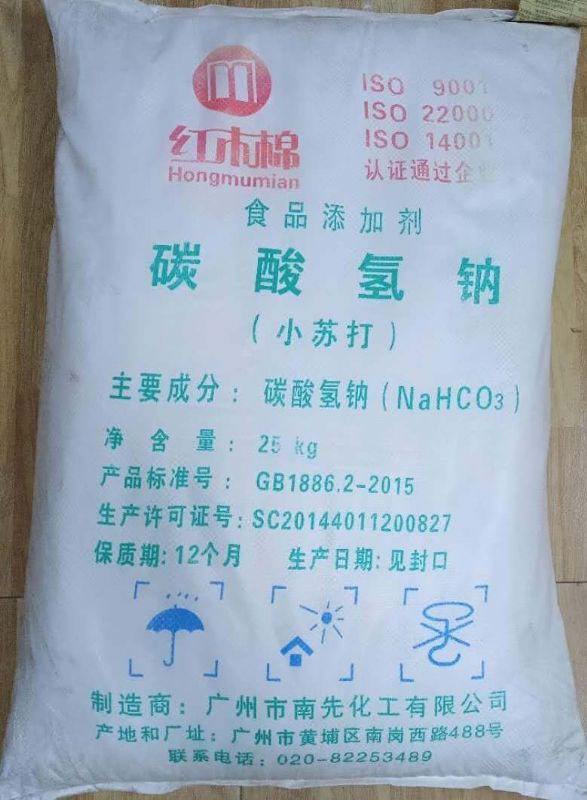 红木棉
Hongmumian
ISO 9001
ISO 22000
ISO 14001
认证通过企业
食品添加剂
碳酸氢钠
(小苏打)
主要成分：碳酸氢钠(NaHCO3)
净含量：25 kg
产品标准号：GB1886.2-2015
生产许可证号：SC20144011200827
保质期：12个月 生产日期：见封口
制造商：广州市南先化工有限公司
产地和厂址：广州市黄埔区南岗西路488号
联系电话：020-82253489